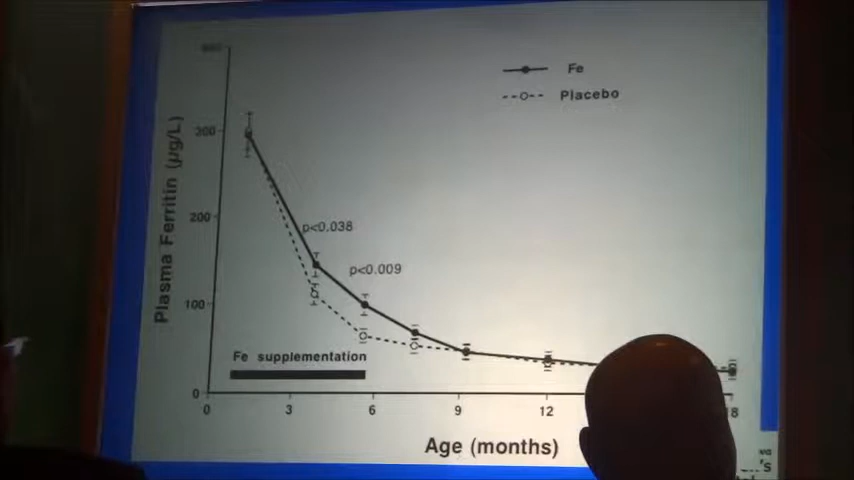 Fe
Placebo
Plasma Ferritin (µg/L)
300
200
100
0
p<0.038
p<0.009
Fe supplementation
0 3 6 9 12 18
Age (months)
's